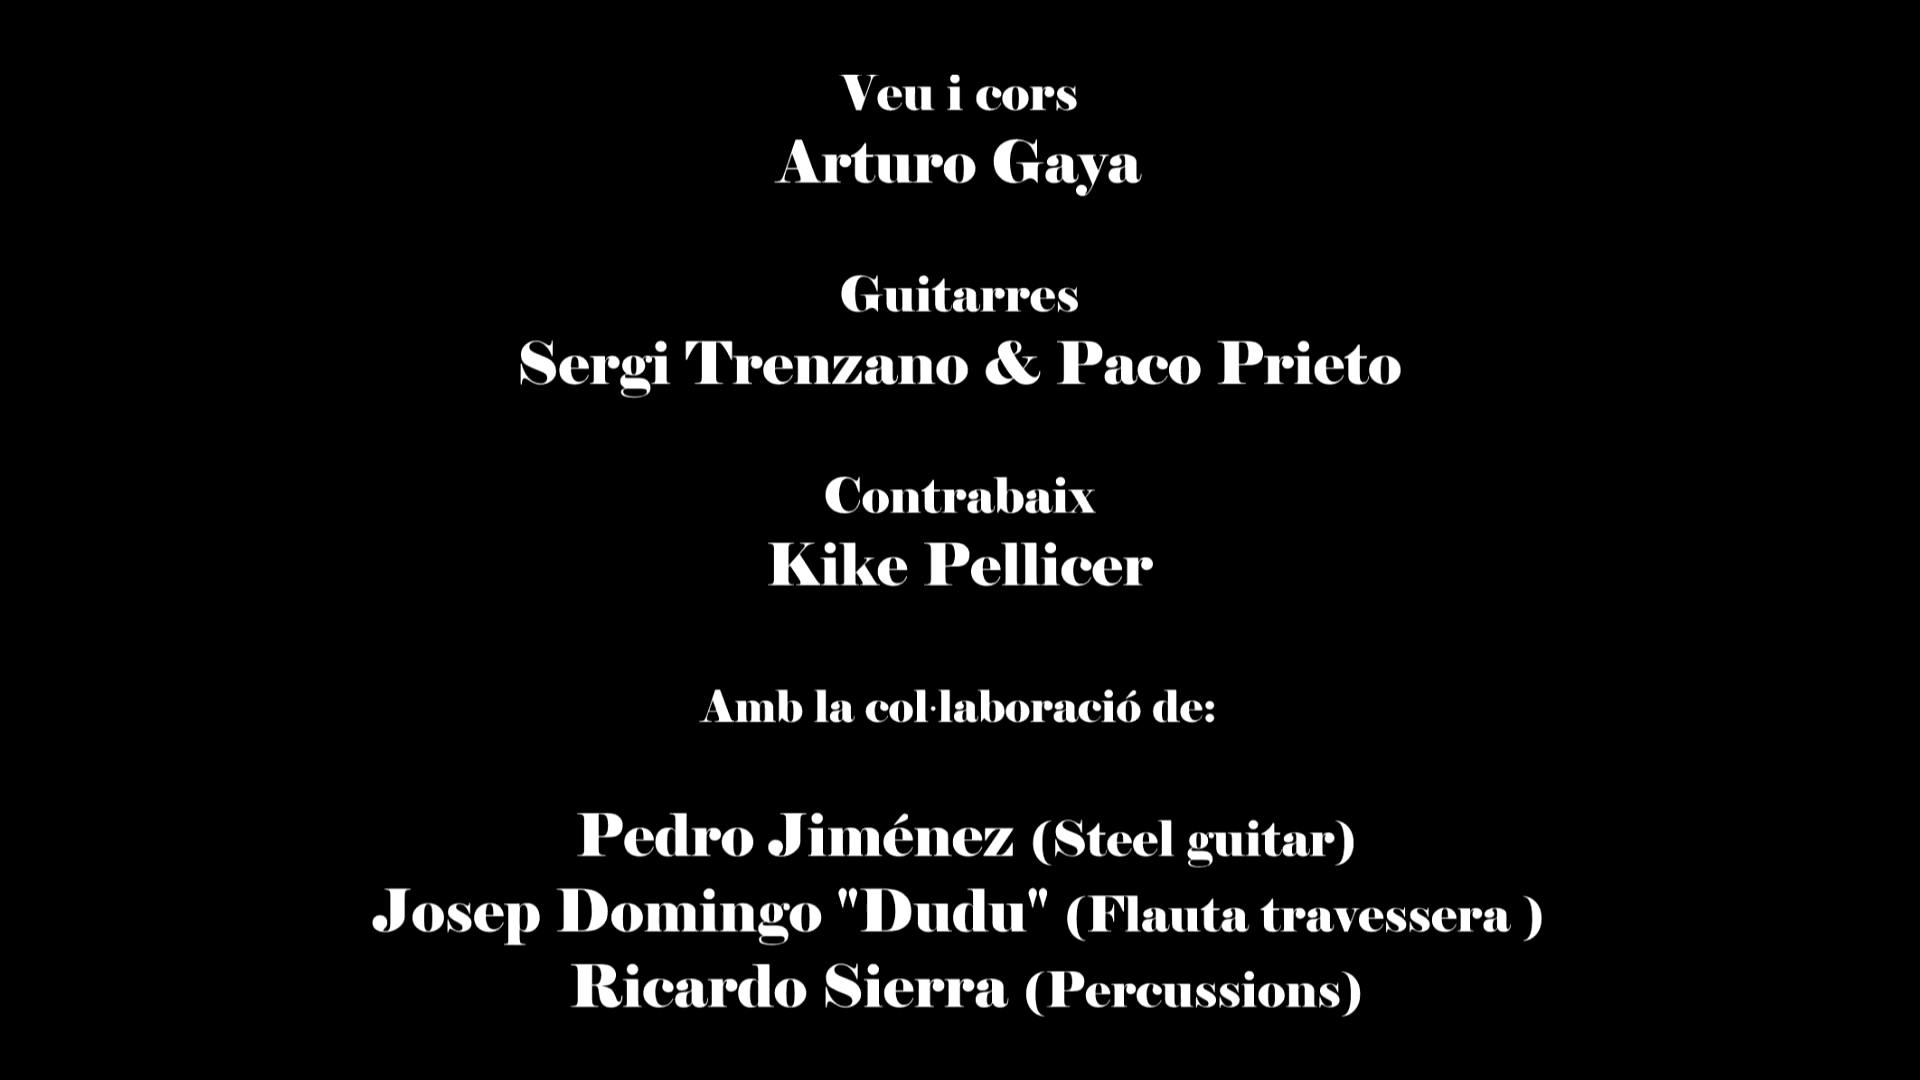 Veu i cors
Arturo Gaya
Guitarres
Sergi Trenzano & Paco Prieto
Contrabaix
Kike Pellicer
Amb la col·laboració de:
Pedro Jiménez (Steel guitar)
Josep Domingo "Dudu" (Flauta travessera )
Ricardo Sierra (Percussions)